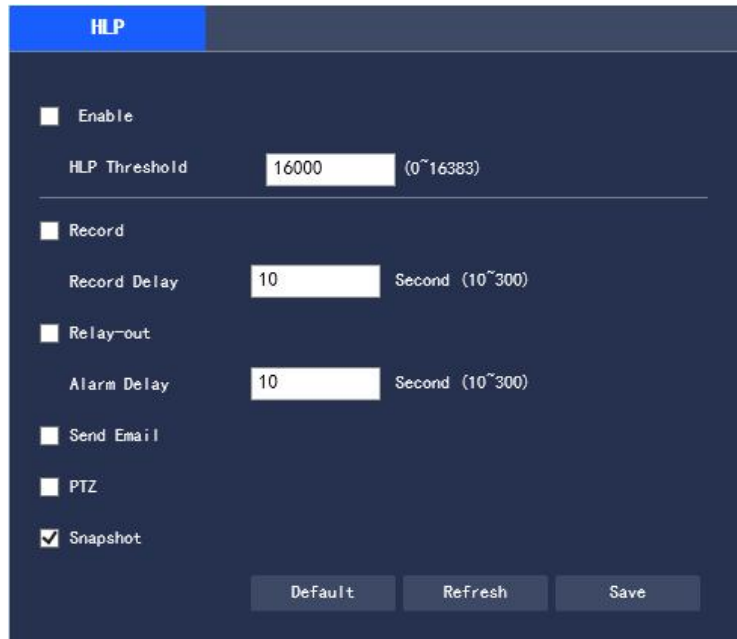 HLP
Enable
HLP Threshold 16000 (0~16383)
Record
Record Delay 10 Second (10~300)
Relay-out
Alarm Delay 10 Second (10~300)
Send Email
PTZ
Snapshot
Default Refresh Save